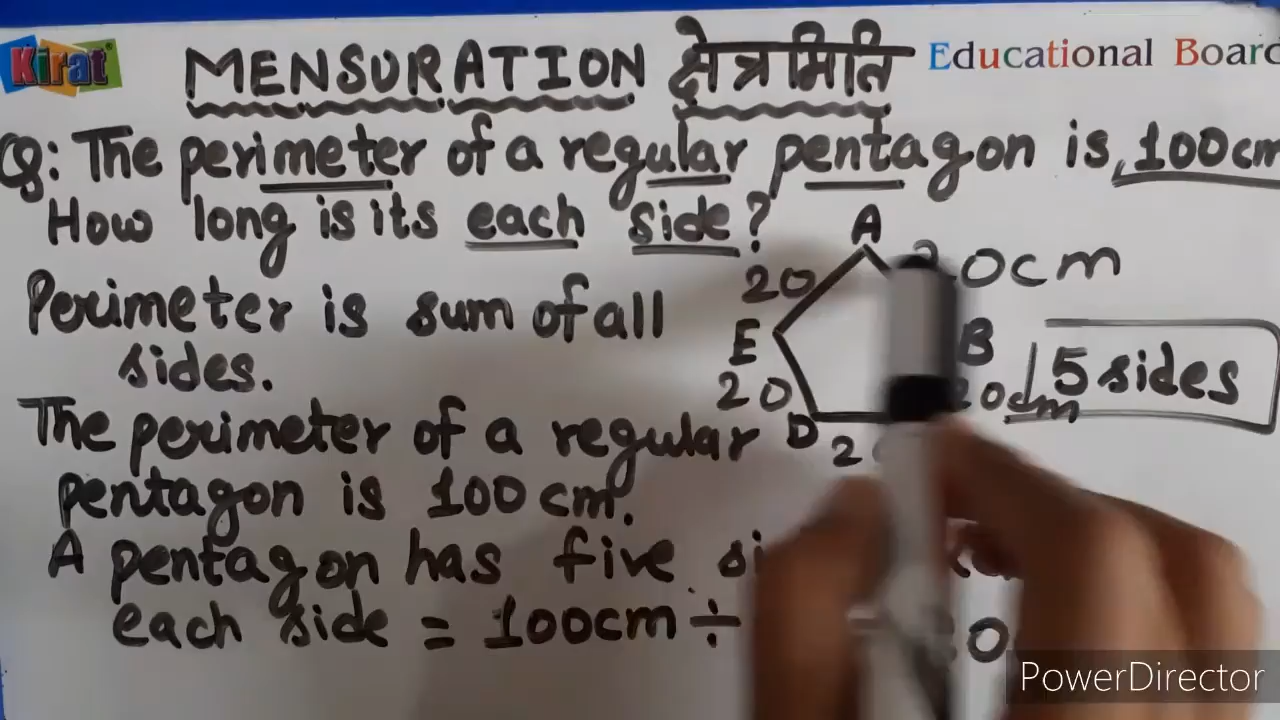 Kirat
MENSURATION क्षेत्रमिति
Educational Board
Q: The perimeter of a regular pentagon is 100cm
How long is its each side?
A
20 20cm
Perimeter is sum of all
E B 5 sides
sides.
20 20cm
The perimeter of a regular
D
pentagon is 100 cm.
A pentagon has five
each side = 100cm ÷
PowerDirector